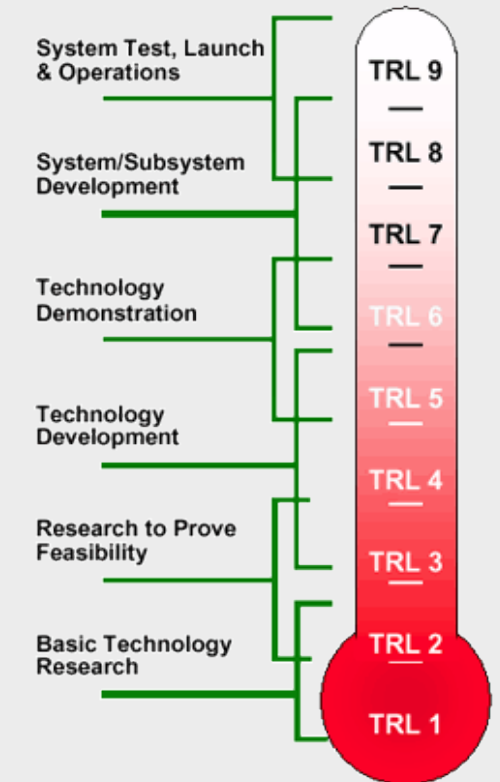 System Test, Launch
& Operations
System/Subsystem
Development
Technology
Demonstration
Technology
Development
Research to Prove
Feasibility
Basic Technology
Research
TRL 9
TRL 8
TRL 7
TRL 6
TRL 5
TRL 4
TRL 3
TRL 2
TRL 1